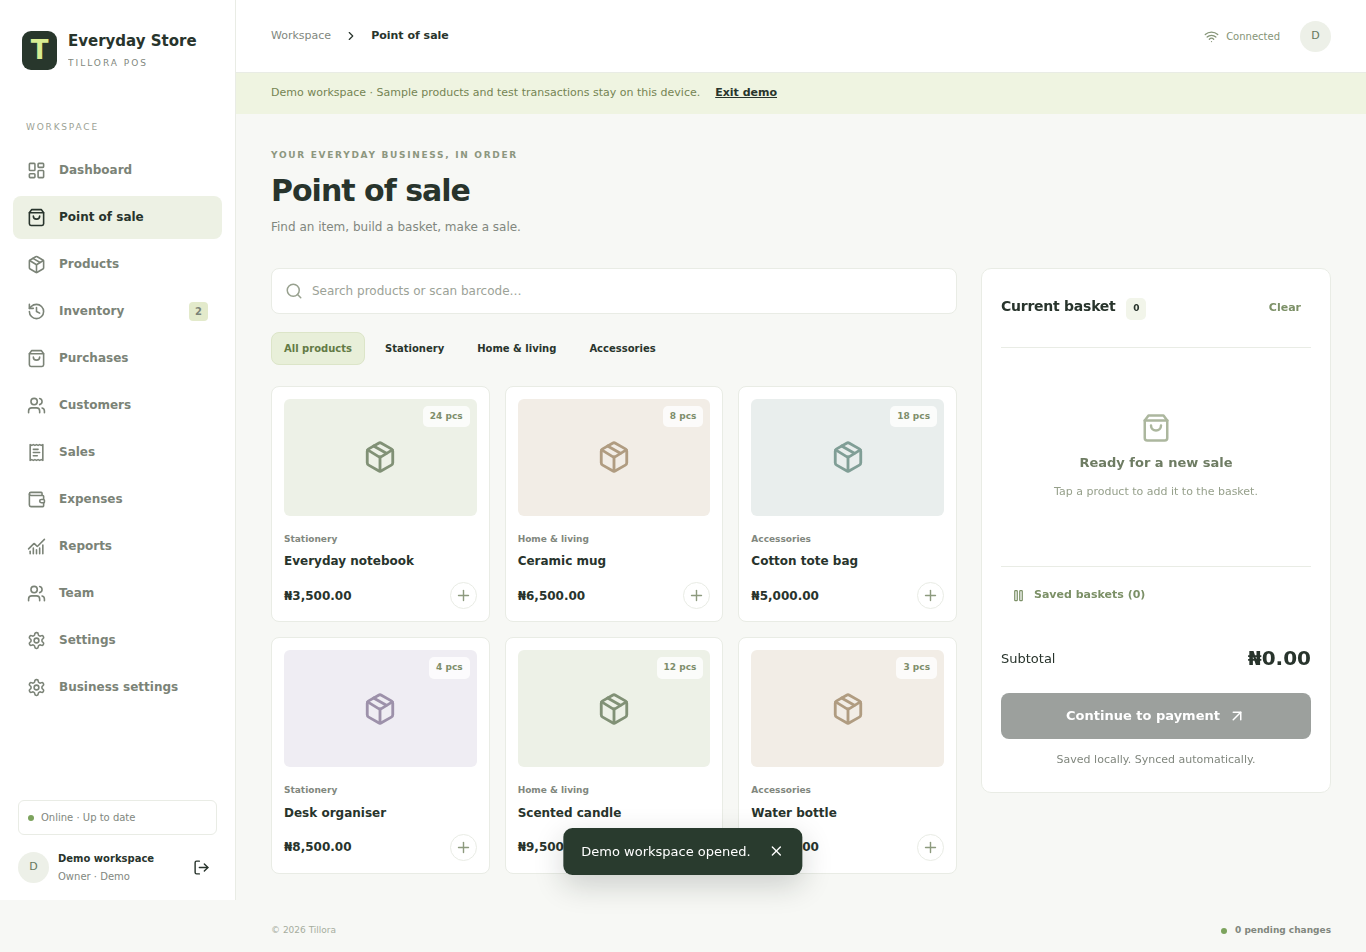 T
Everyday Store
TILLORA POS
WORKSPACE
Dashboard
Point of sale
Products
Inventory 2
Purchases
Customers
Sales
Expenses
Reports
Team
Settings
Business settings
Online · Up to date
D
Demo workspace
Owner · Demo
Workspace Point of sale
Connected D
Demo workspace · Sample products and test transactions stay on this device. Exit demo
YOUR EVERYDAY BUSINESS, IN ORDER
Point of sale
Find an item, build a basket, make a sale.
Search products or scan barcode...
All products Stationery Home & living Accessories
24 pcs
Stationery
Everyday notebook
₦3,500.00
8 pcs
Home & living
Ceramic mug
₦6,500.00
18 pcs
Accessories
Cotton tote bag
₦5,000.00
4 pcs
Stationery
Desk organiser
₦8,500.00
12 pcs
Home & living
Scented candle
₦9,500
3 pcs
Accessories
Water bottle
00
Demo workspace opened.
Current basket 0 Clear
Ready for a new sale
Tap a product to add it to the basket.
Saved baskets (0)
Subtotal ₦0.00
Continue to payment
Saved locally. Synced automatically.
© 2026 Tillora
0 pending changes